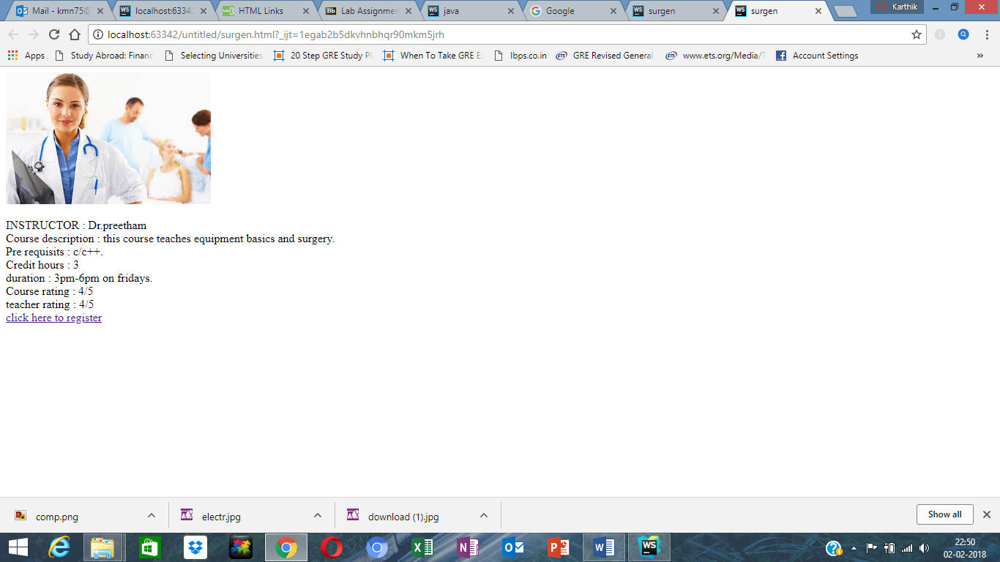 Mail - kmn75@
localhost:6334
HTML Links
Bb Lab Assignmen
WS java
Google
WS surgen
WS surgen
Karthik
localhost:63342/untitled/surgen.html?_ijt=1egab2b5dkvhnbhqr90mkm5jrh
Apps
Study Abroad: Financ
Selecting Universities
20 Step GRE Study Pl
When To Take GRE E
Ibps.co.in
GRE Revised General
www.ets.org/Media/T
Account Settings
INSTRUCTOR : Dr.preetham
Course description : this course teaches equipment basics and surgery.
Pre requisits : c/c++.
Credit hours : 3
duration : 3pm-6pm on fridays.
Course rating : 4/5
teacher rating : 4/5
click here to register
comp.png
electr.jpg
download (1).jpg
Show all
22:50
02-02-2018